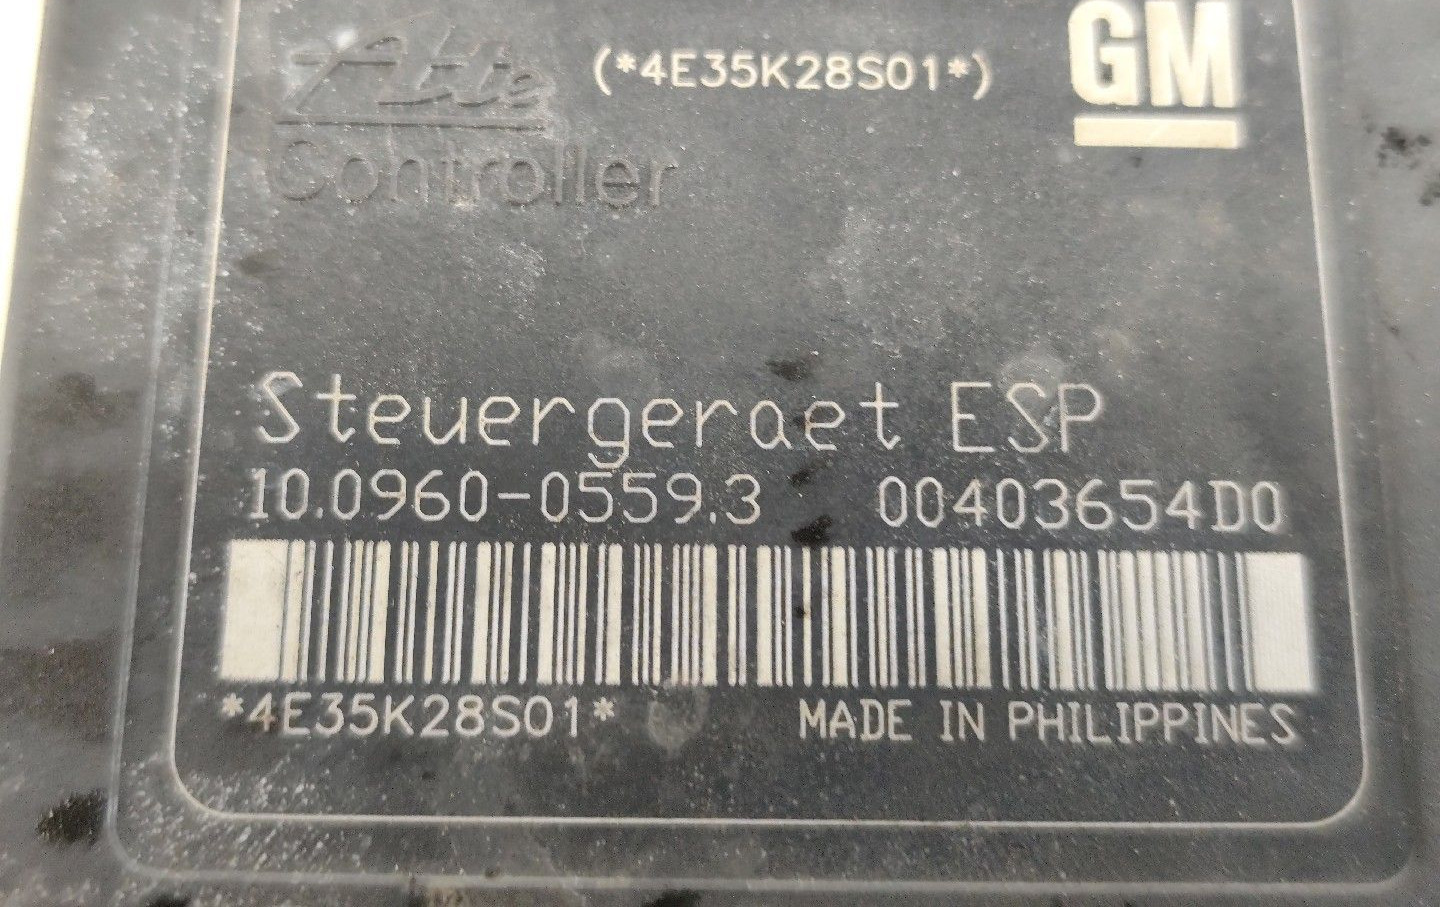 Ate (*4E35K28S01*) GM
Controller
Steuergeraet ESP
10.0960-0559.3 00403654D0
*4E35K28S01* MADE IN PHILIPPINES